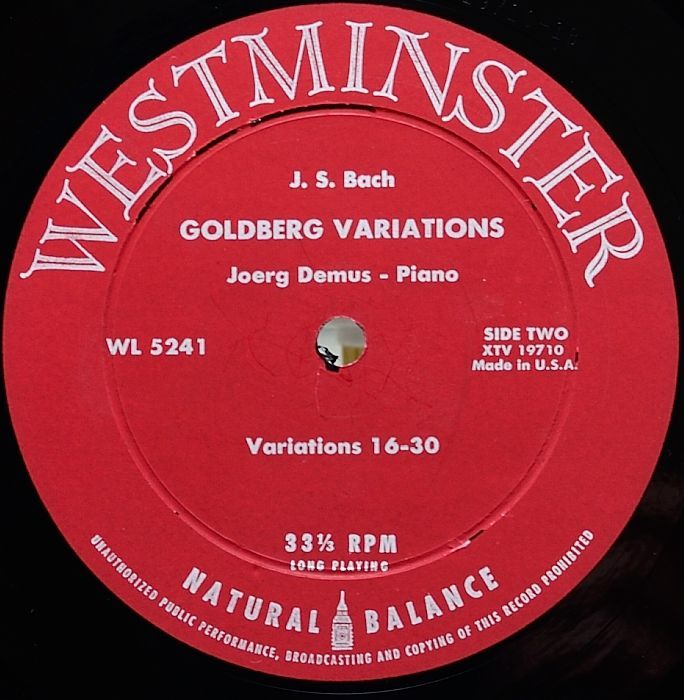 WESTMINSTER
J. S. Bach
GOLDBERG VARIATIONS
Joerg Demus - Piano
WL 5241
SIDE TWO
XTV 19710
Made in U.S.A.
Variations 16-30
33⅓ RPM
LONG PLAYING
NATURAL BALANCE
UNAUTHORIZED PUBLIC PERFORMANCE, BROADCASTING AND COPYING OF THIS RECORD PROHIBITED